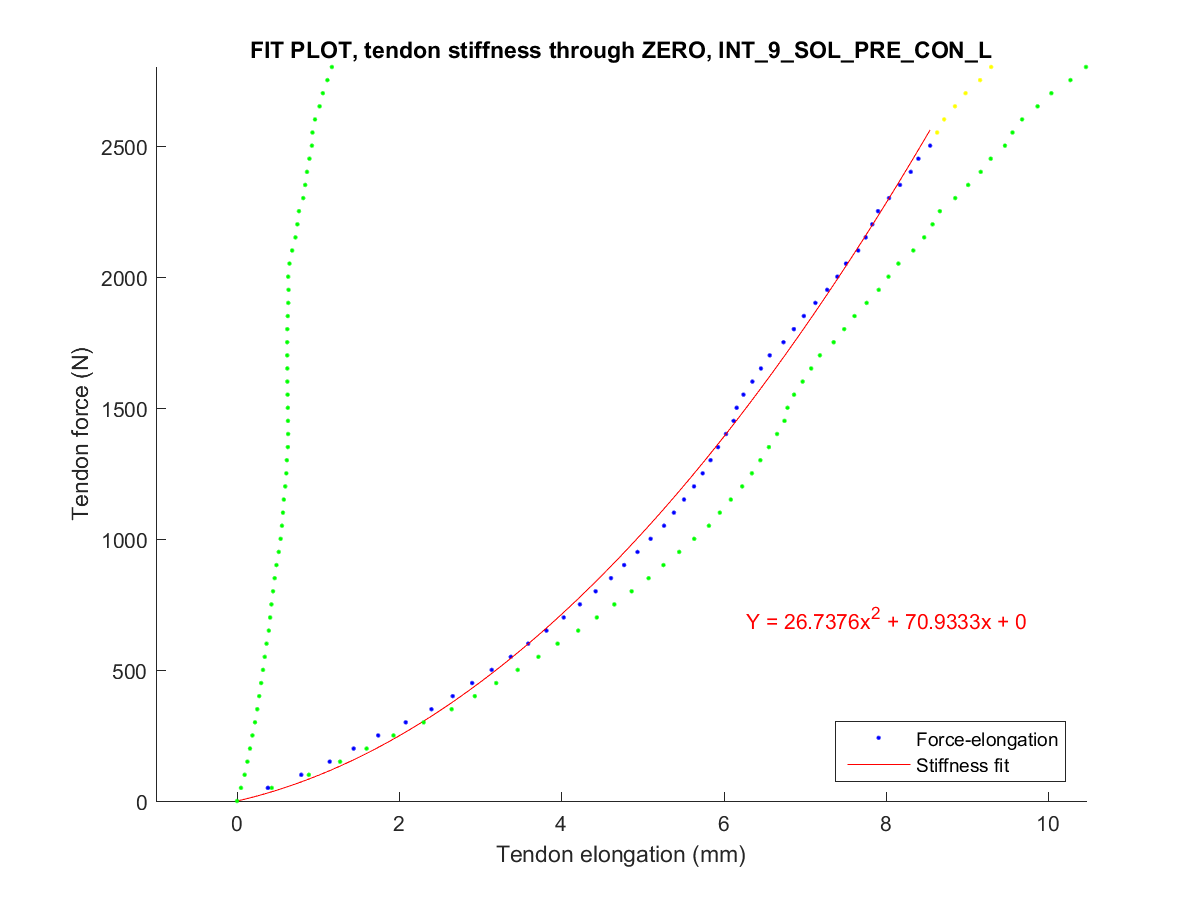 FIT PLOT, tendon stiffness through ZERO, INT_9_SOL_PRE_CON_L
2500
2000
1500
1000
500
0
Tendon force (N)
Y = 26.7376x² + 70.9333x + 0
Force-elongation
Stiffness fit
0 2 4 6 8 10
Tendon elongation (mm)